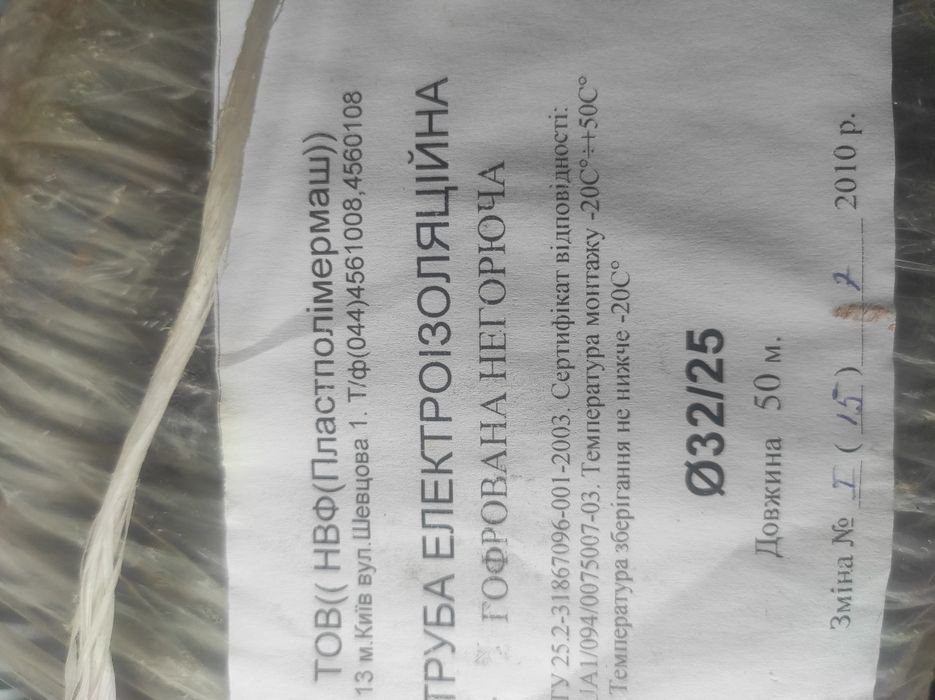 ТОВ(( НВФ(Пластполімермаш))
13 м.Київ вул.Шевцова 1. Т/ф(044)4561008,4560108
ТРУБА ЕЛЕКТРОІЗОЛЯЦІЙНА
ГОФРОВАНА НЕГОРЮЧА
ТУ 25.2-31867096-001-2003. Сертифікат відповідності:
UA1/094/0075007-03. Температура монтажу -20С°÷+50С°
Температура зберігання не нижче -20С°
Ø32/25
Довжина 50 м.
Зміна № I ( 15 ) 7 2010 р.